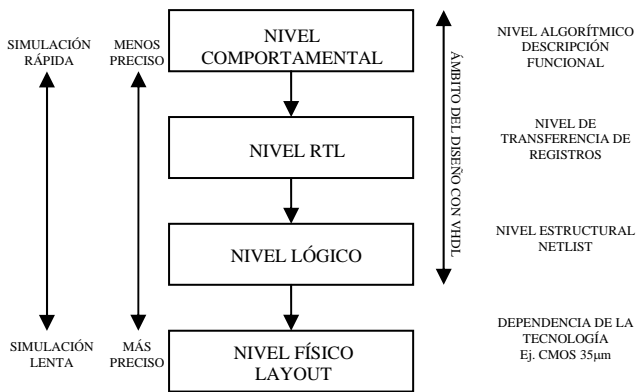 SIMULACIÓN
RÁPIDA
MENOS
PRECISO
NIVEL
COMPORTAMENTAL
NIVEL ALGORÍTMICO
DESCRIPCIÓN
FUNCIONAL
ÁMBITO DEL DISEÑO CON VHDL
NIVEL RTL
NIVEL DE
TRANSFERENCIA DE
REGISTROS
NIVEL LÓGICO
NIVEL ESTRUCTURAL
NETLIST
SIMULACIÓN
LENTA
MÁS
PRECISO
NIVEL FÍSICO
LAYOUT
DEPENDENCIA DE LA
TECNOLOGÍA
Ej. CMOS 35μm